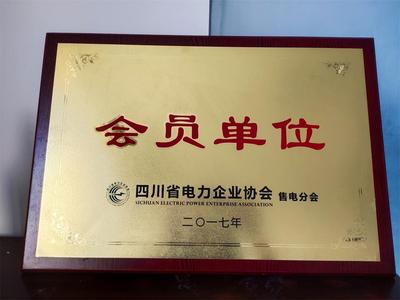 会员单位
四川省电力企业协会 售电分会
SICHUAN ELECTRIC POWER ENTERPRISE ASSOCIATION
二〇一七年